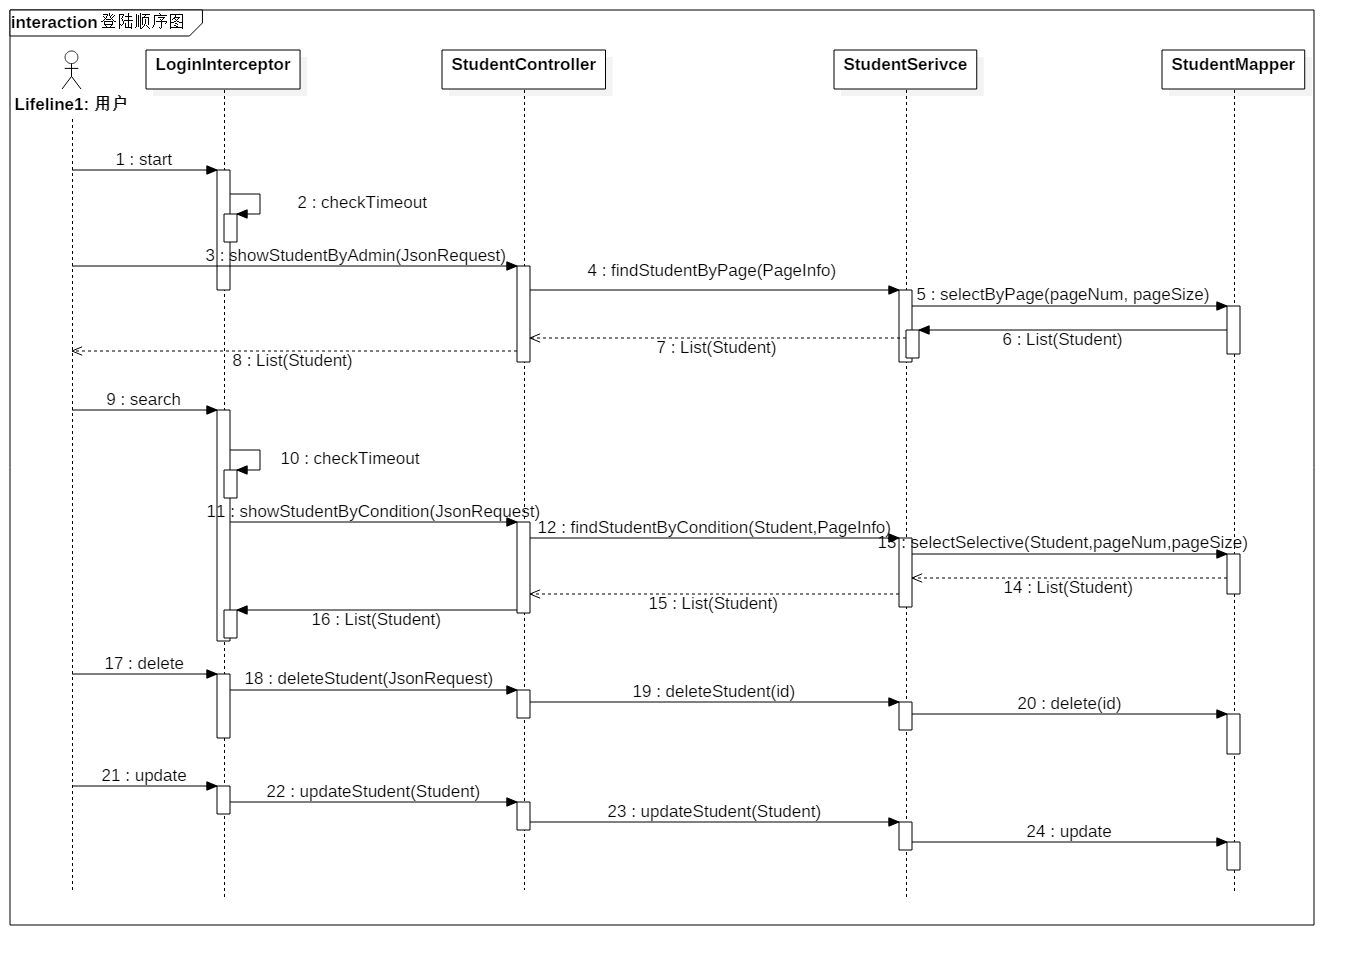 interaction 登陆顺序图
LoginInterceptor
StudentController
StudentSerivce
StudentMapper
Lifeline1: 用户
1 : start
2 : checkTimeout
3 : showStudentByAdmin(JsonRequest)
4 : findStudentByPage(PageInfo)
5 : selectByPage(pageNum, pageSize)
6 : List(Student)
7 : List(Student)
8 : List(Student)
9 : search
10 : checkTimeout
11 : showStudentByCondition(JsonRequest)
12 : findStudentByCondition(Student,PageInfo)
13 : selectSelective(Student,pageNum,pageSize)
14 : List(Student)
15 : List(Student)
16 : List(Student)
17 : delete
18 : deleteStudent(JsonRequest)
19 : deleteStudent(id)
20 : delete(id)
21 : update
22 : updateStudent(Student)
23 : updateStudent(Student)
24 : update